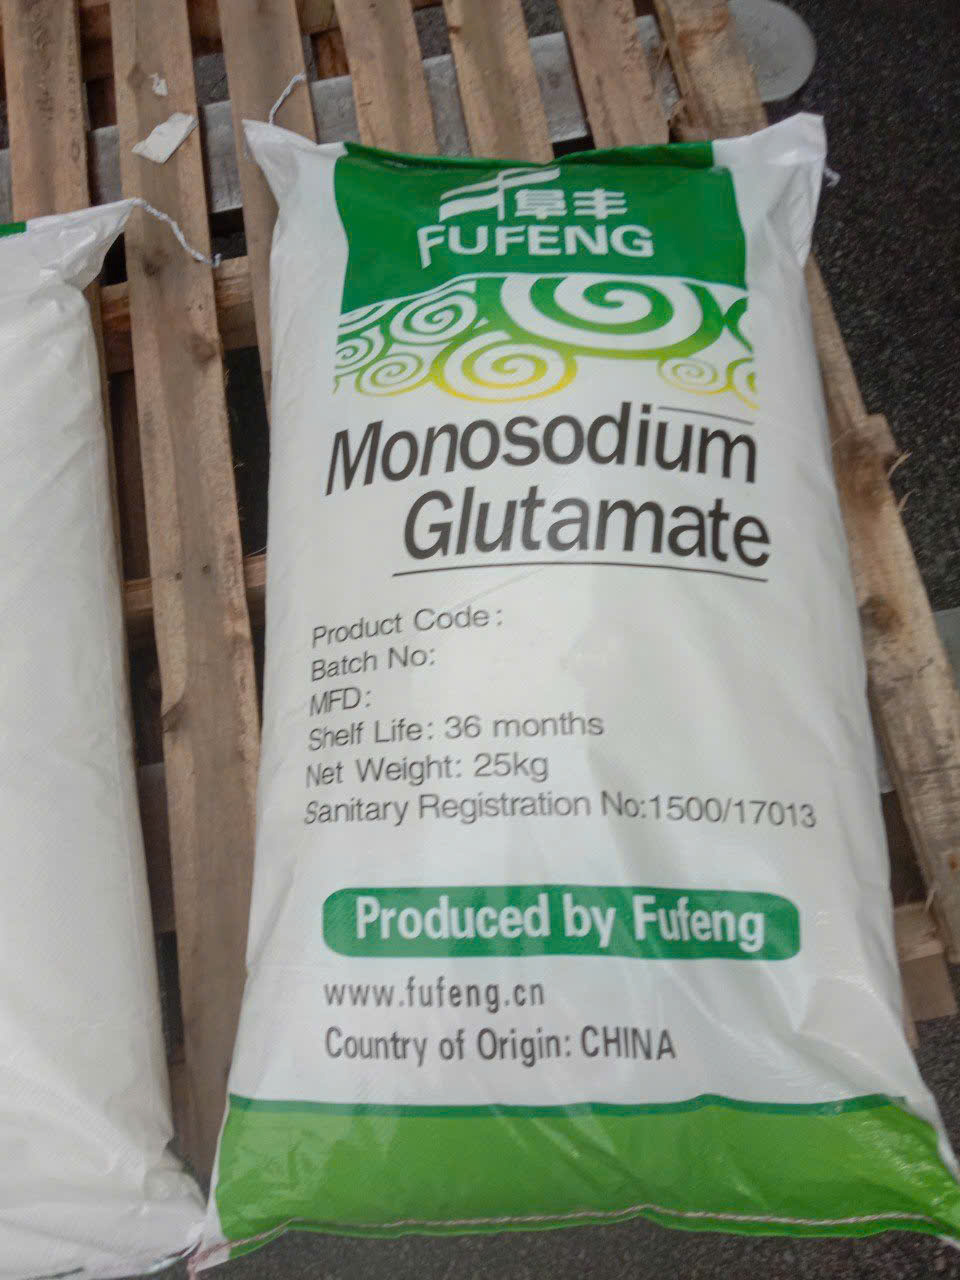 阜丰
FUFENG
Monosodium
Glutamate
Product Code:
Batch No:
MFD:
Shelf Life: 36 months
Net Weight: 25kg
Sanitary Registration No:1500/17013
Produced by Fufeng
www.fufeng.cn
Country of Origin: CHINA